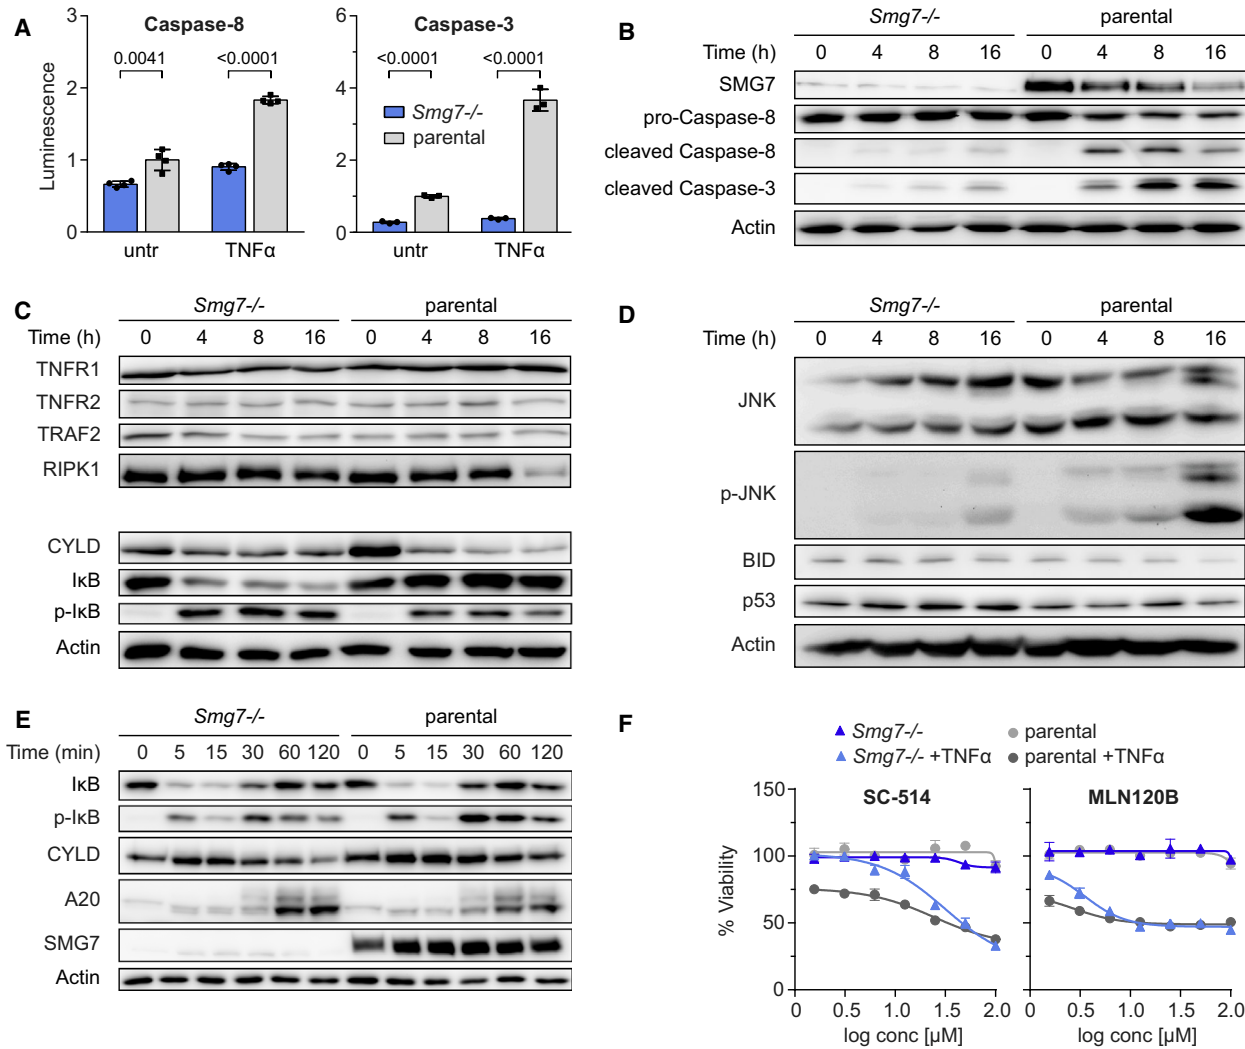 A
Caspase-8
Caspase-3
Luminescence
3
2
1
0
0.0041
<0.0001
untr
TNFα
6
4
2
0
<0.0001
<0.0001
Smg7-/-
parental
untr
TNFα
B
Smg7-/-
parental
Time (h) 0 4 8 16 0 4 8 16
SMG7
pro-Caspase-8
cleaved Caspase-8
cleaved Caspase-3
Actin
C
Smg7-/-
parental
Time (h) 0 4 8 16 0 4 8 16
TNFR1
TNFR2
TRAF2
RIPK1
CYLD
IκB
p-IκB
Actin
D
Smg7-/-
parental
Time (h) 0 4 8 16 0 4 8 16
JNK
p-JNK
BID
p53
Actin
E
Smg7-/-
parental
Time (min) 0 5 15 30 60 120 0 5 15 30 60 120
IκB
p-IκB
CYLD
A20
SMG7
Actin
F
Smg7-/-
parental
Smg7-/- +TNFα
parental +TNFα
SC-514
MLN120B
% Viability
150
100
50
0
0 0.5 1.0 1.5 2.0
0.5 1.0 1.5 2.0
log conc [µM]
log conc [µM]